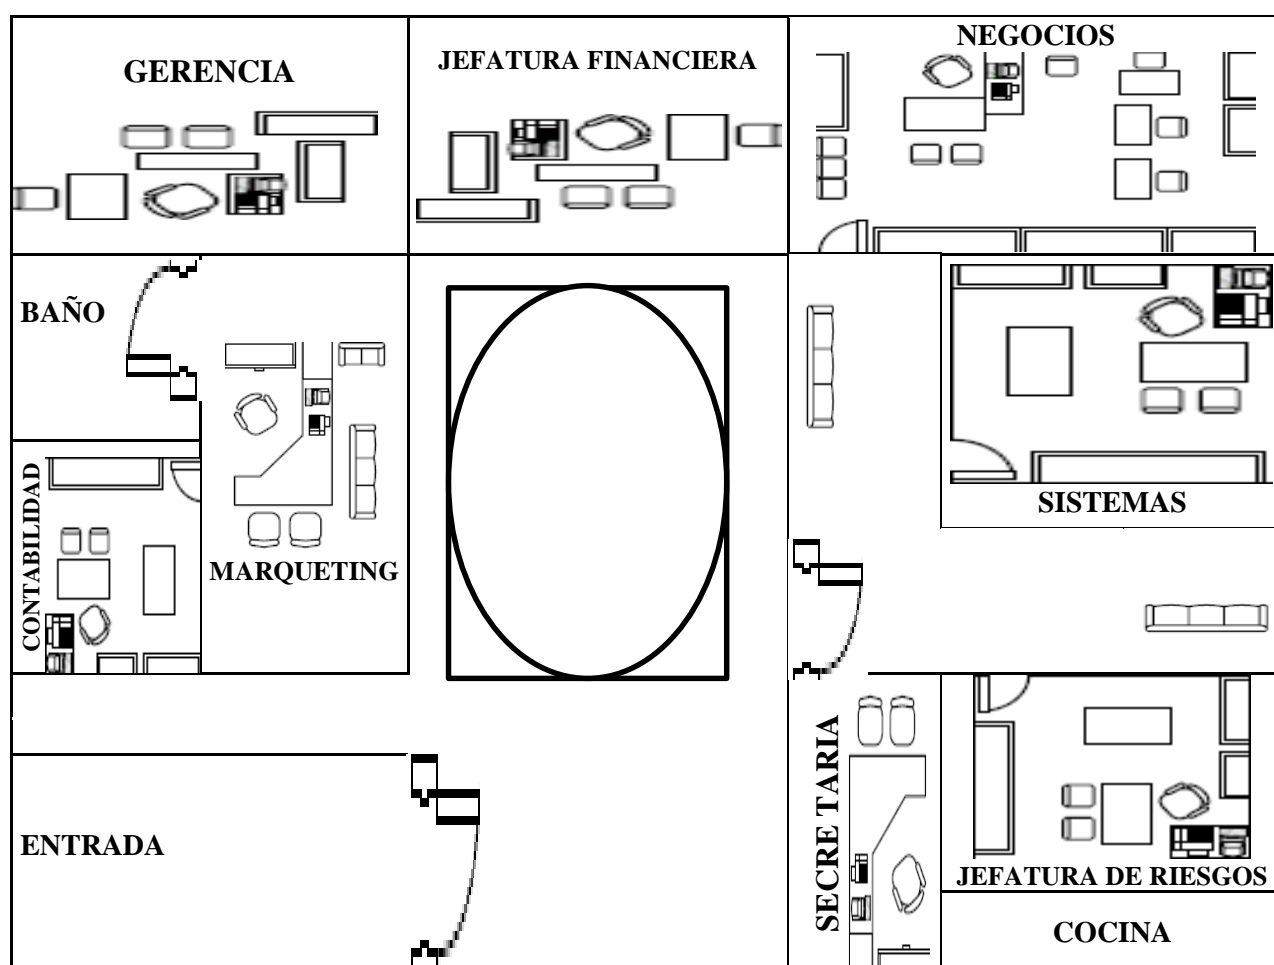 GERENCIA
JEFATURA FINANCIERA
NEGOCIOS
BAÑO
CONTABILIDAD
MARQUETING
SISTEMAS
ENTRADA
SECRE TARIA
JEFATURA DE RIESGOS
COCINA